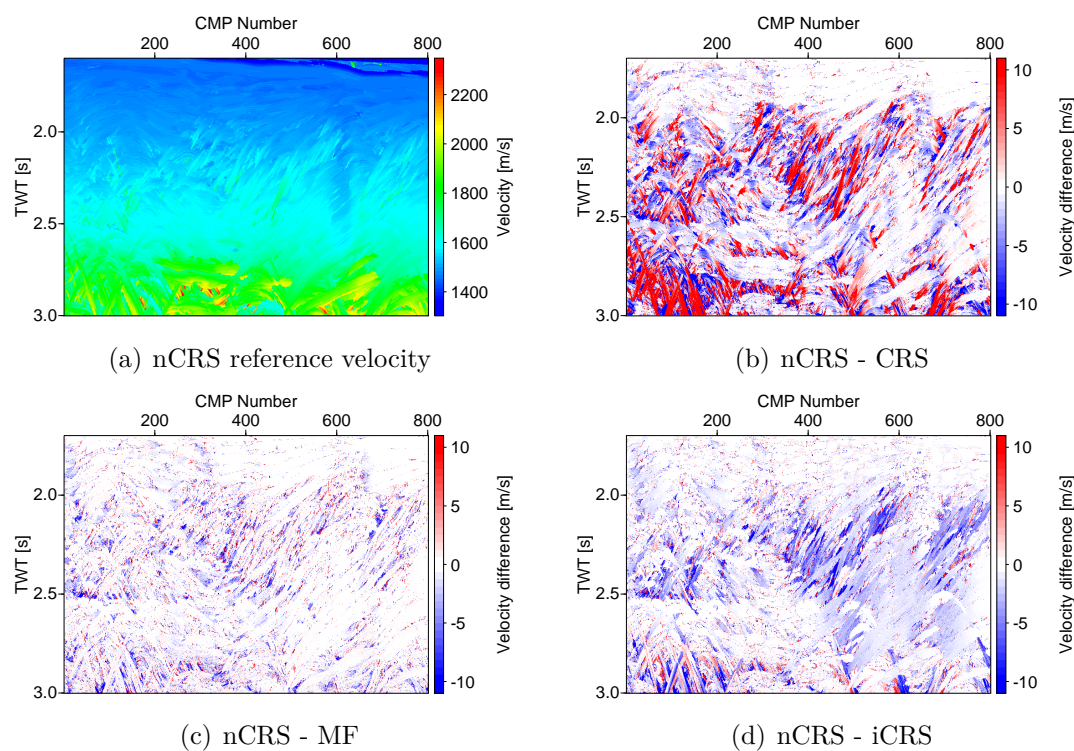 CMP Number
200 400 600 800
TWT [s]
2.0
2.5
3.0
2200
2000
1800
1600
1400
Velocity [m/s]
(a) nCRS reference velocity
CMP Number
200 400 600 800
TWT [s]
2.0
2.5
3.0
10
5
0
-5
-10
Velocity difference [m/s]
(b) nCRS - CRS
CMP Number
200 400 600 800
TWT [s]
2.0
2.5
3.0
10
5
0
-5
-10
Velocity difference [m/s]
(c) nCRS - MF
CMP Number
200 400 600 800
TWT [s]
2.0
2.5
3.0
10
5
0
-5
-10
Velocity difference [m/s]
(d) nCRS - iCRS